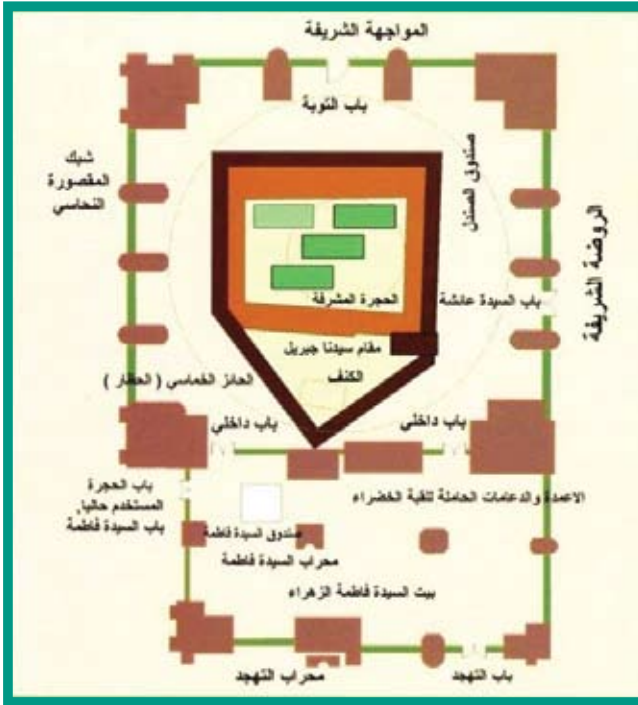 المواجهة الشريفة
باب التوبة
شبك
المقصورة
النحاسي
صندوق الصندل
الروضة الشريفة
الحجرة المشرفة
باب السيدة عائشة
مقام سيدنا جبريل
الكنف
الحائز الخماسي ( الحظار )
باب داخلي
باب داخلي
باب الحجرة
المستخدم حاليا,
باب السيدة فاطمة
الاعمدة والدعامات الحاملة للقبة الخضراء
صندوق السيدة فاطمة
محراب السيدة فاطمة
بيت السيدة فاطمة الزهراء
محراب التهجد
باب التهجد